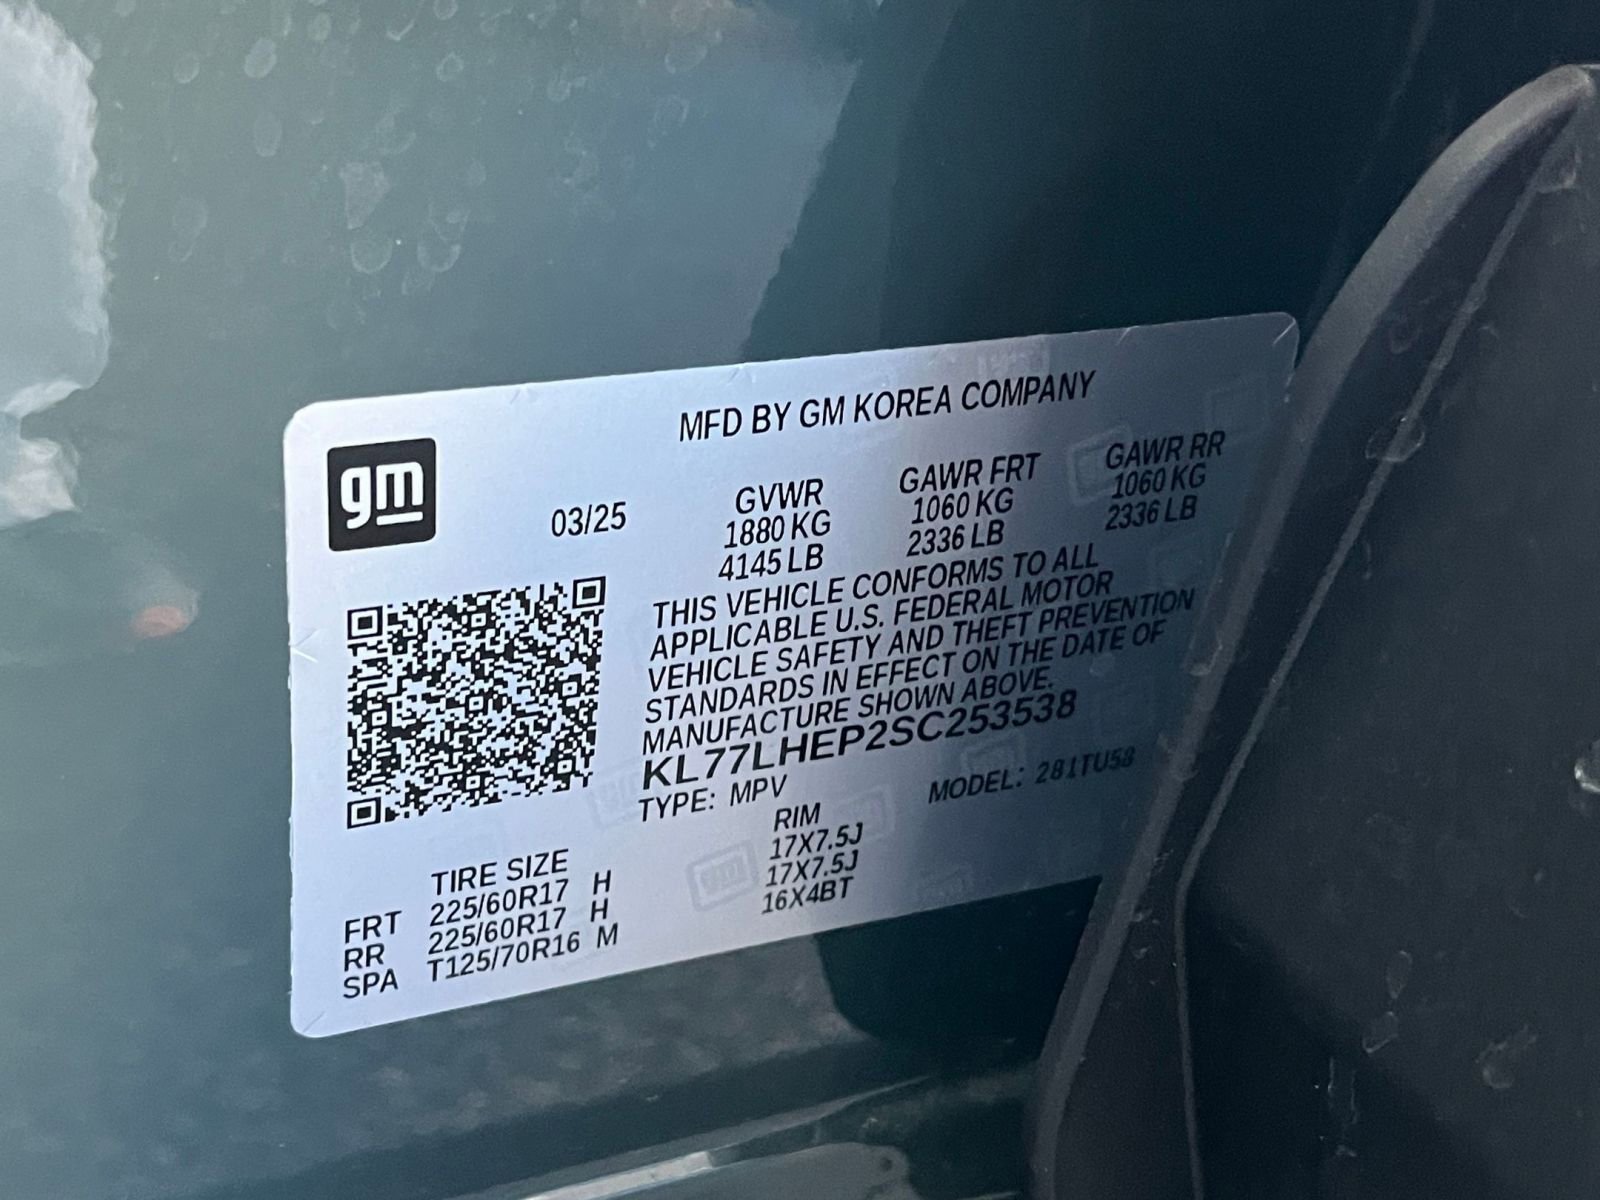 MFD BY GM KOREA COMPANY
gm
03/25
GVWR GAWR FRT GAWR RR
1880 KG 1060 KG 1060 KG
4145 LB 2336 LB 2336 LB
THIS VEHICLE CONFORMS TO ALL
APPLICABLE U.S. FEDERAL MOTOR
VEHICLE SAFETY AND THEFT PREVENTION
STANDARDS IN EFFECT ON THE DATE OF
MANUFACTURE SHOWN ABOVE.
KL77LHEP2SC253538
TYPE: MPV MODEL: 281TU58
TIRE SIZE RIM
FRT 225/60R17 H 17X7.5J
RR 225/60R17 H 17X7.5J
SPA T125/70R16 M 16X4BT